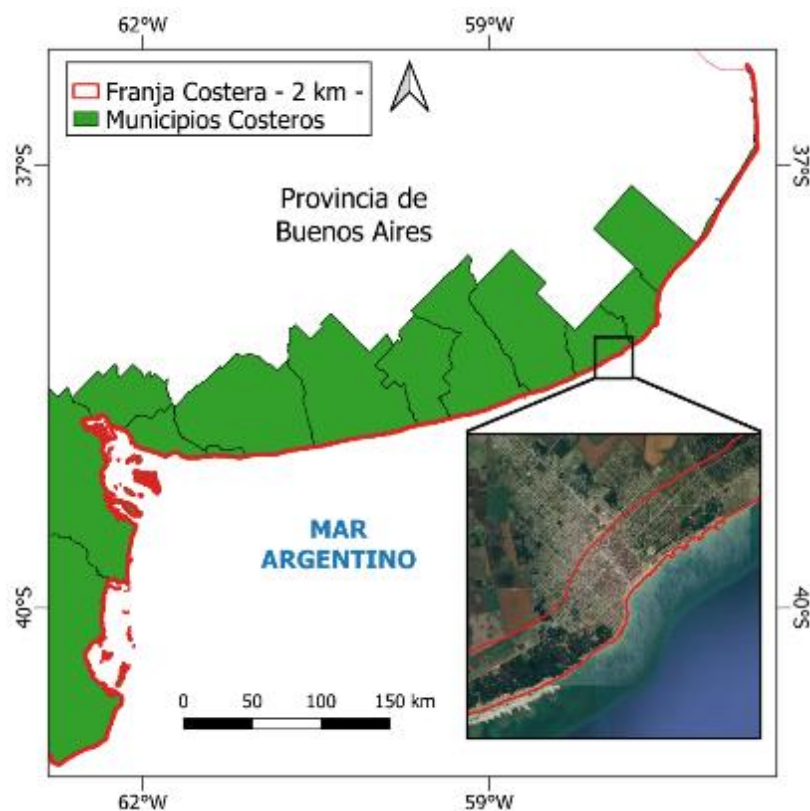 62°W
59°W
Franja Costera - 2 km -
Municipios Costeros
37°S
37°S
Provincia de
Buenos Aires
MAR
ARGENTINO
40°S
40°S
0
50
100
150 km
62°W
59°W